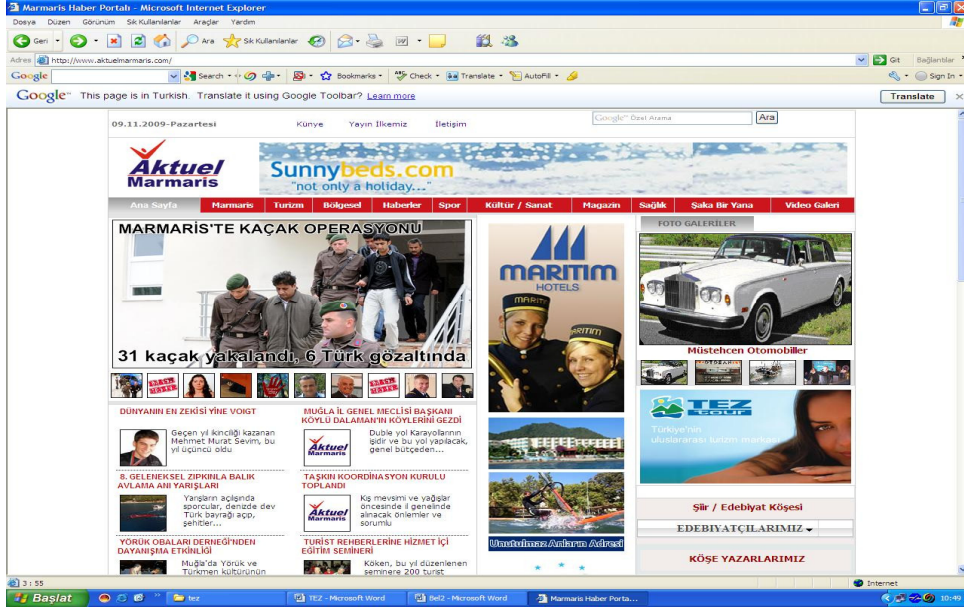 Marmaris Haber Portalı - Microsoft Internet Explorer
Dosya Düzen Görünüm Sık Kullanılanlar Araçlar Yardım
Geri Ara Sık Kullanılanlar
Adres http://www.aktuelmarmaris.com/ Git Bağlantılar
Google Search Bookmarks Check Translate AutoFill Sign In
Google This page is in Turkish. Translate it using Google Toolbar? Learn more Translate
09.11.2009-Pazartesi Künye Yayın İlkemiz İletişim Google Özel Arama Ara
Aktuel
Marmaris
Sunnybeds.com
"not only a holiday..."
Ana Sayfa Marmaris Turizm Bölgesel Haberler Spor Kültür / Sanat Magazin Sağlık Şaka Bir Yana Video Galeri
MARMARİS'TE KAÇAK OPERASYONU
31 kaçak yakalandı, 6 Türk gözaltında
DÜNYANIN EN ZEKİSİ YİNE VOIGT
Geçen yıl ikinciliği kazanan
Mehmet Murat Sevim, bu
yıl üçüncü oldu
MUĞLA İL GENEL MECLİSİ BAŞKANI
KÖYLÜ DALAMAN'IN KÖYLERİNİ GEZDİ
Aktuel
Marmaris
Duble yol Karayollarının
işidir ve bu yol yapılacak,
genel bütçeden...
8. GELENEKSEL ZIPKINLA BALIK
AVLAMA ANI YARIŞLARI
Yarışların açılışında
sporcular, denizde dev
Türk bayrağı açıp,
şehitler...
TAŞKIN KOORDİNASYON KURULU
TOPLANDI
Aktuel
Marmaris
Kış mevsimi ve yağışlar
öncesinde il genelinde
alınacak önlemler ve
sorumlu
YÖRÜK OBALARI DERNEĞİ'NDEN
DAYANIŞMA ETKİNLİĞİ
Muğla'da Yörük ve
Türkmen kültürünün
TURİST REHBERLERİNE HİZMET İÇİ
EĞİTİM SEMİNERİ
Köken, bu yıl düzenlenen
seminere 200 turist
MARITIM
HOTELS
MARITIM
Unutulmaz Anların Adresi
FOTO GALERİLER
Müstehcen Otomobiller
TEZ
tour
Türkiye'nin
uluslararası turizm markası
Şiir / Edebiyat Köşesi
EDEBIYATÇILARIMIZ
KÖŞE YAZARLARIMIZ
3 : 55 Internet
Başlat tez TEZ - Microsoft Word Bel2 - Microsoft Word Marmaris Haber Porta... 10:49